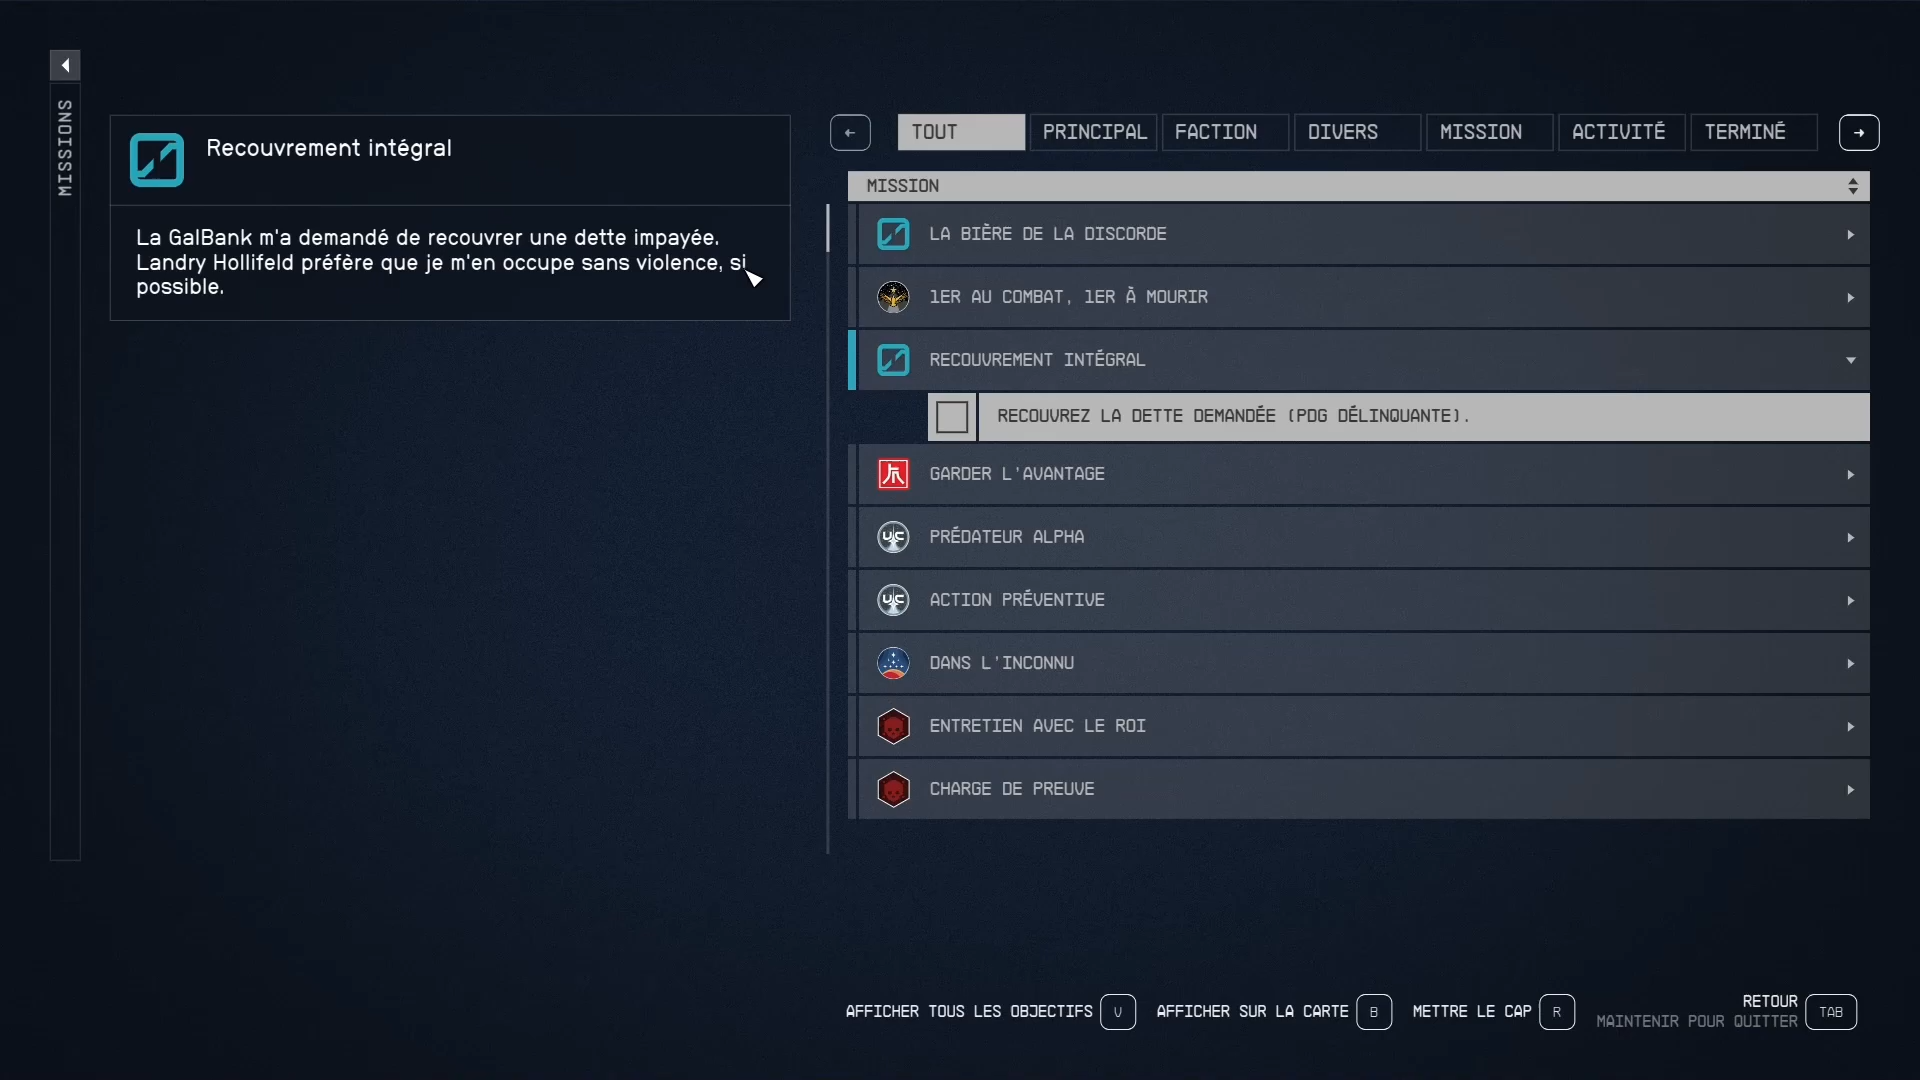 MISSIONS
Recouvrement intégral
La GalBank m'a demandé de recouvrer une dette impayée.
Landry Hollifeld préfère que je m'en occupe sans violence, si
possible.
TOUT
PRINCIPAL
FACTION
DIVERS
MISSION
ACTIVITÉ
TERMINÉ
MISSION
LA BIÈRE DE LA DISCORDE
1ER AU COMBAT, 1ER À MOURIR
RECOUVREMENT INTÉGRAL
RECOUVREZ LA DETTE DEMANDÉE (PDG DÉLINQUANTE).
GARDER L'AVANTAGE
UC PRÉDATEUR ALPHA
UC ACTION PRÉVENTIVE
DANS L'INCONNU
ENTRETIEN AVEC LE ROI
CHARGE DE PREUVE
AFFICHER TOUS LES OBJECTIFS V
AFFICHER SUR LA CARTE B
METTRE LE CAP R
RETOUR
MAINTENIR POUR QUITTER TAB